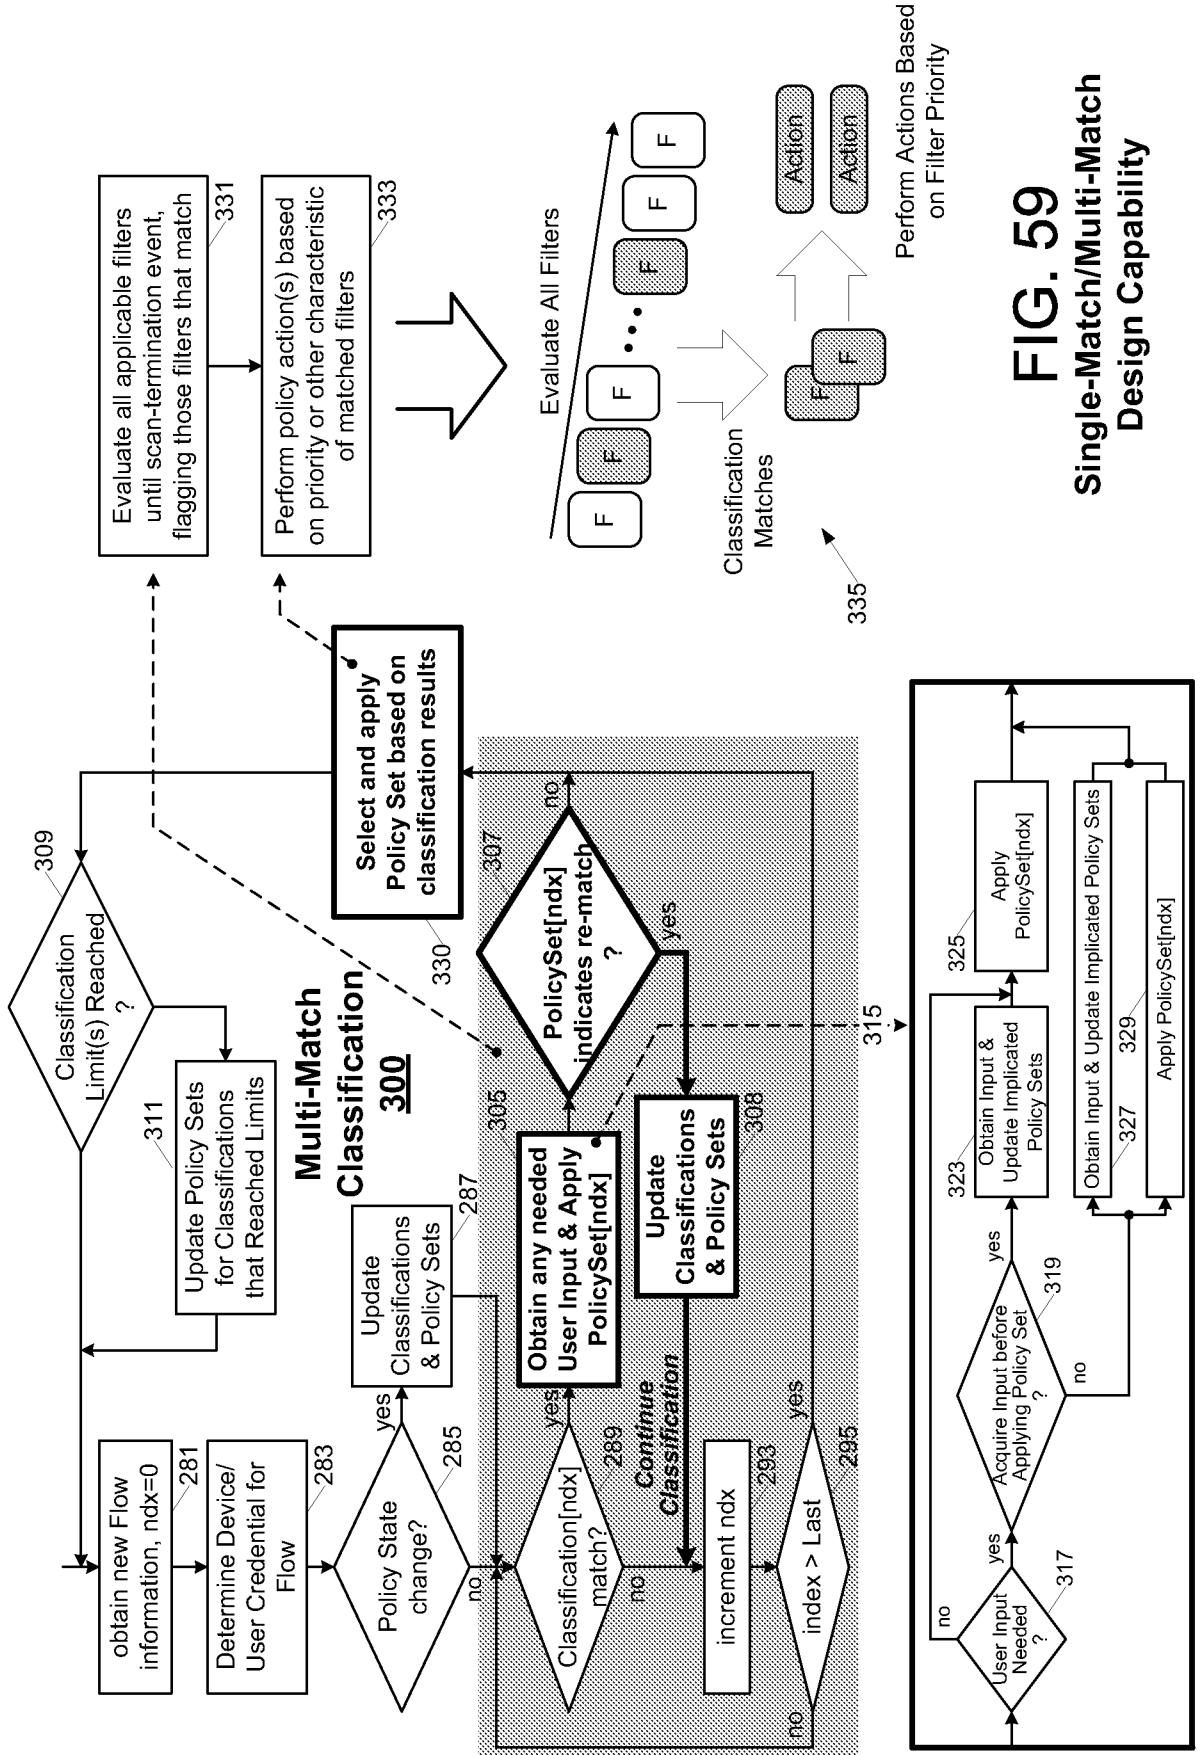 obtain new Flow
information, ndx=0
281
Determine Device/
User Credential for
Flow
283
Policy State
change?
285
yes
no
Update
Classifications
& Policy Sets
287
Classification
Limit(s) Reached
?
309
Update Policy Sets
for Classifications
that Reached Limits
311
Multi-Match
Classification
300
Classification[ndx]
match?
289
yes
no
Obtain any needed
User Input & Apply
PolicySet[ndx]
305
PolicySet[ndx]
indicates re-match
?
307
no
yes
Update
Classifications
& Policy Sets
308
Continue
Classification
increment ndx
293
index > Last
295
yes
no
Select and apply
Policy Set based on
classification results
330
315
Evaluate all applicable filters
until scan-termination event,
flagging those filters that match
331
Perform policy action(s) based
on priority or other characteristic
of matched filters
333
Evaluate All Filters
F
F
F
F
F
F
Classification
Matches
F
F
Action
Action
Perform Actions Based
on Filter Priority
335
User Input
Needed
?
317
no
yes
Acquire Input before
Applying Policy Set
?
319
yes
no
Obtain Input &
Update Implicated
Policy Sets
323
Apply
PolicySet[ndx]
325
Obtain Input & Update Implicated Policy Sets
327
329
Apply PolicySet[ndx]
FIG. 59
Single-Match/Multi-Match
Design Capability